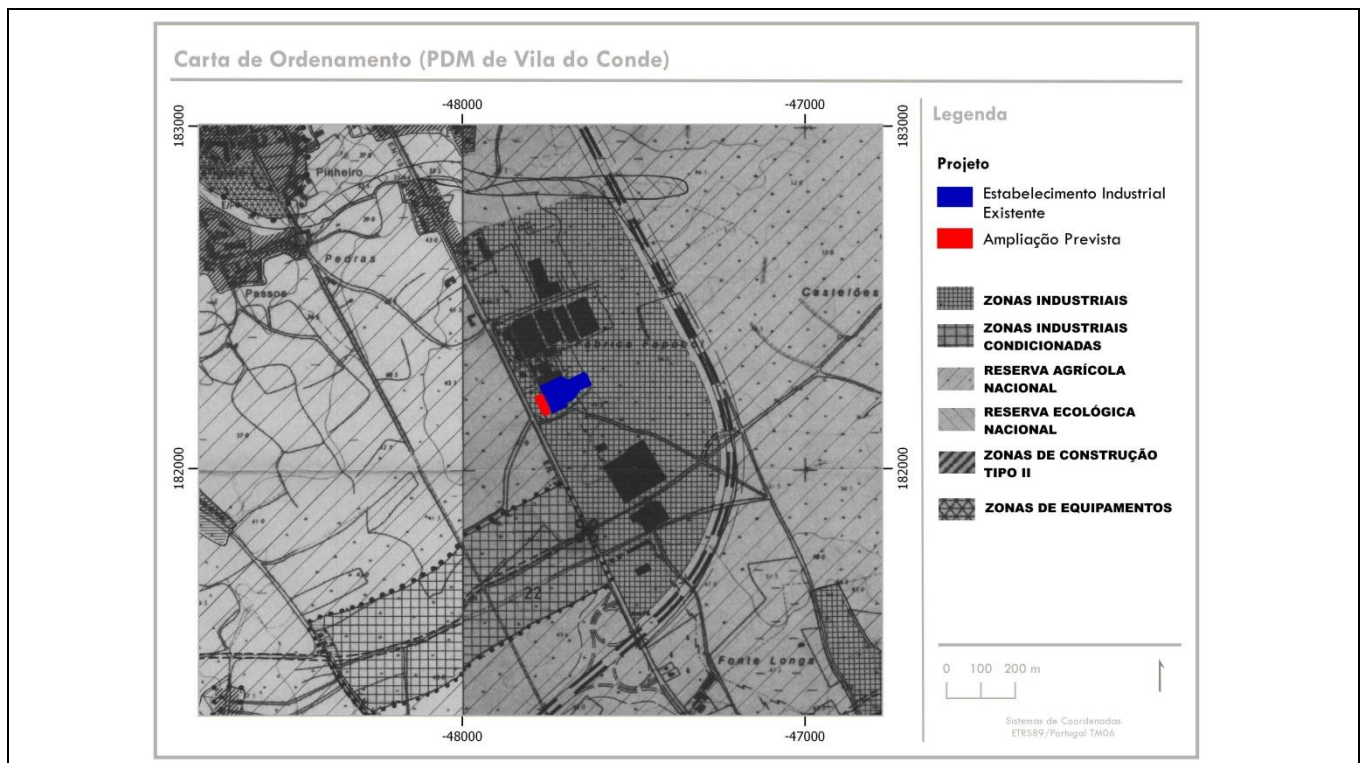 Carta de Ordenamento (PDM de Vila do Conde)
-48000
-47000
183000
183000
Legenda
Projeto
Estabelecimento Industrial
Existente
Ampliação Prevista
ZONAS INDUSTRIAIS
ZONAS INDUSTRIAIS
CONDICIONADAS
RESERVA AGRÍCOLA
NACIONAL
RESERVA ECOLÓGICA
NACIONAL
ZONAS DE CONSTRUÇÃO
TIPO II
ZONAS DE EQUIPAMENTOS
Pinheiro
Pedras
Passos
Castelões
182000
182000
22
Fonte Longa
-48000
-47000
0 100 200 m
Sistemas de Coordenadas
ETRS89/Portugal TM06